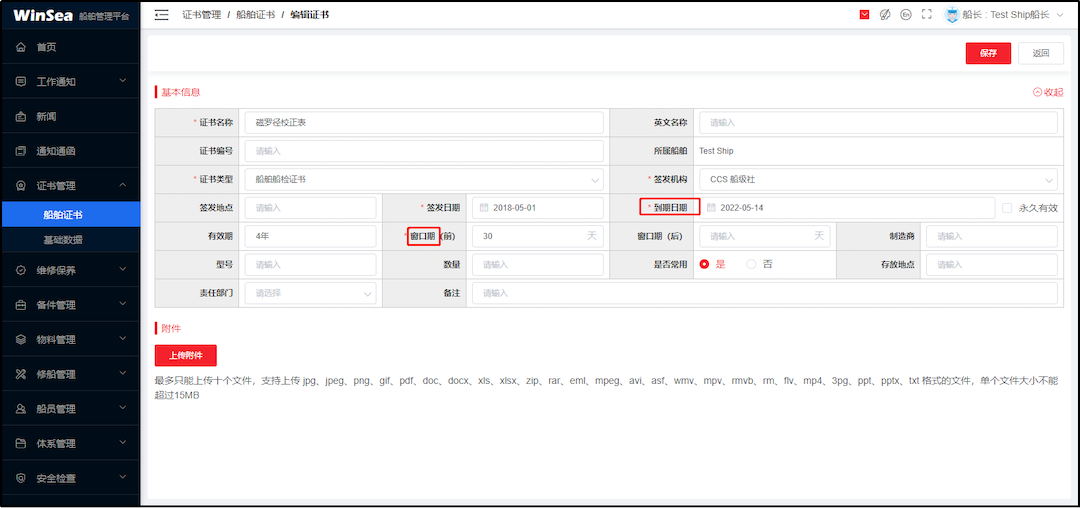 WinSea 船舶管理平台
首页
工作通知
新闻
通知通函
证书管理
船舶证书
基础数据
维修保养
备件管理
物料管理
修船管理
船员管理
体系管理
安全检查
证书管理 / 船舶证书 / 编辑证书
En 船长 : Test Ship船长
保存 返回
基本信息 收起
* 证书名称 磁罗径校正表 英文名称 请输入
证书编号 请输入 所属船舶 Test Ship
* 证书类型 船舶船检证书 * 签发机构 CCS 船级社
签发地点 请输入 * 签发日期 2018-05-01 * 到期日期 2022-05-14 永久有效
有效期 4年 * 窗口期 (前) 30 天 窗口期（后） 请输入 天 制造商 请输入
型号 请输入 数量 请输入 是否常用 是 否 存放地点 请输入
责任部门 请选择 备注 请输入
附件
上传附件
最多只能上传十个文件，支持上传 jpg、jpeg、png、gif、pdf、doc、docx、xls、xlsx、zip、rar、eml、mpeg、avi、asf、wmv、mpv、rmvb、rm、flv、mp4、3pg、ppt、pptx、txt 格式的文件，单个文件大小不能
超过15MB